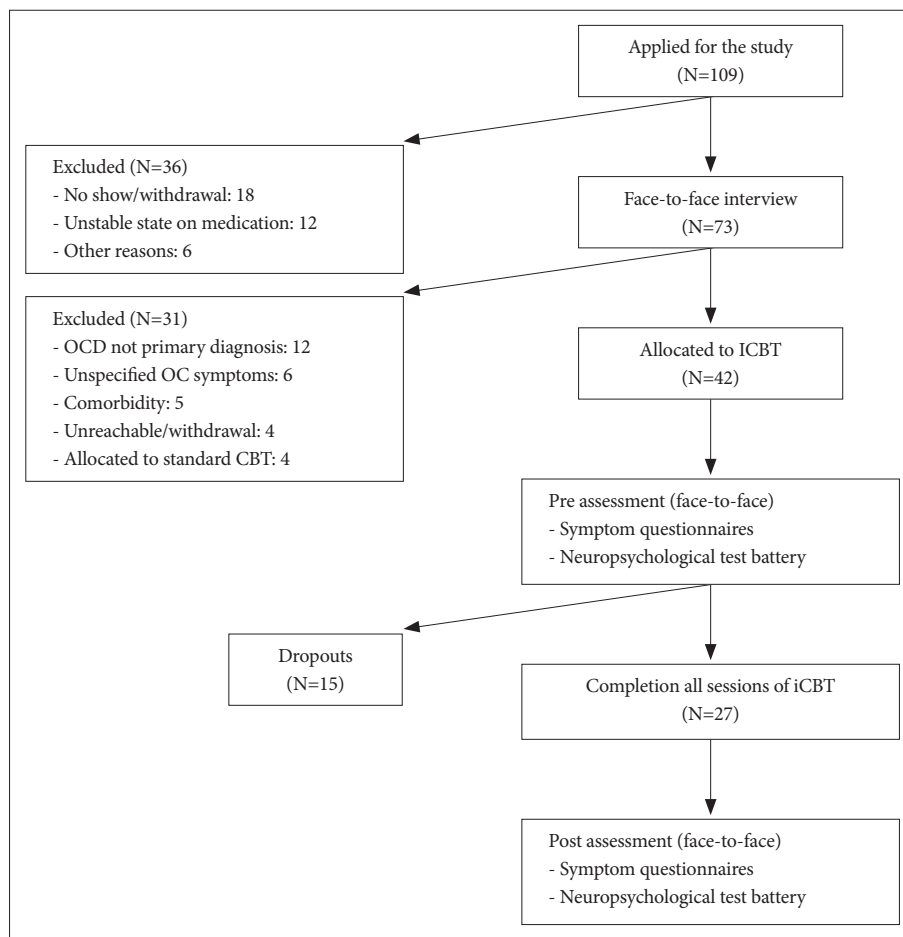 Applied for the study
(N=109)
Excluded (N=36)
- No show/withdrawal: 18
- Unstable state on medication: 12
- Other reasons: 6
Face-to-face interview
(N=73)
Excluded (N=31)
- OCD not primary diagnosis: 12
- Unspecified OC symptoms: 6
- Comorbidity: 5
- Unreachable/withdrawal: 4
- Allocated to standard CBT: 4
Allocated to ICBT
(N=42)
Pre assessment (face-to-face)
- Symptom questionnaires
- Neuropsychological test battery
Dropouts
(N=15)
Completion all sessions of iCBT
(N=27)
Post assessment (face-to-face)
- Symptom questionnaires
- Neuropsychological test battery